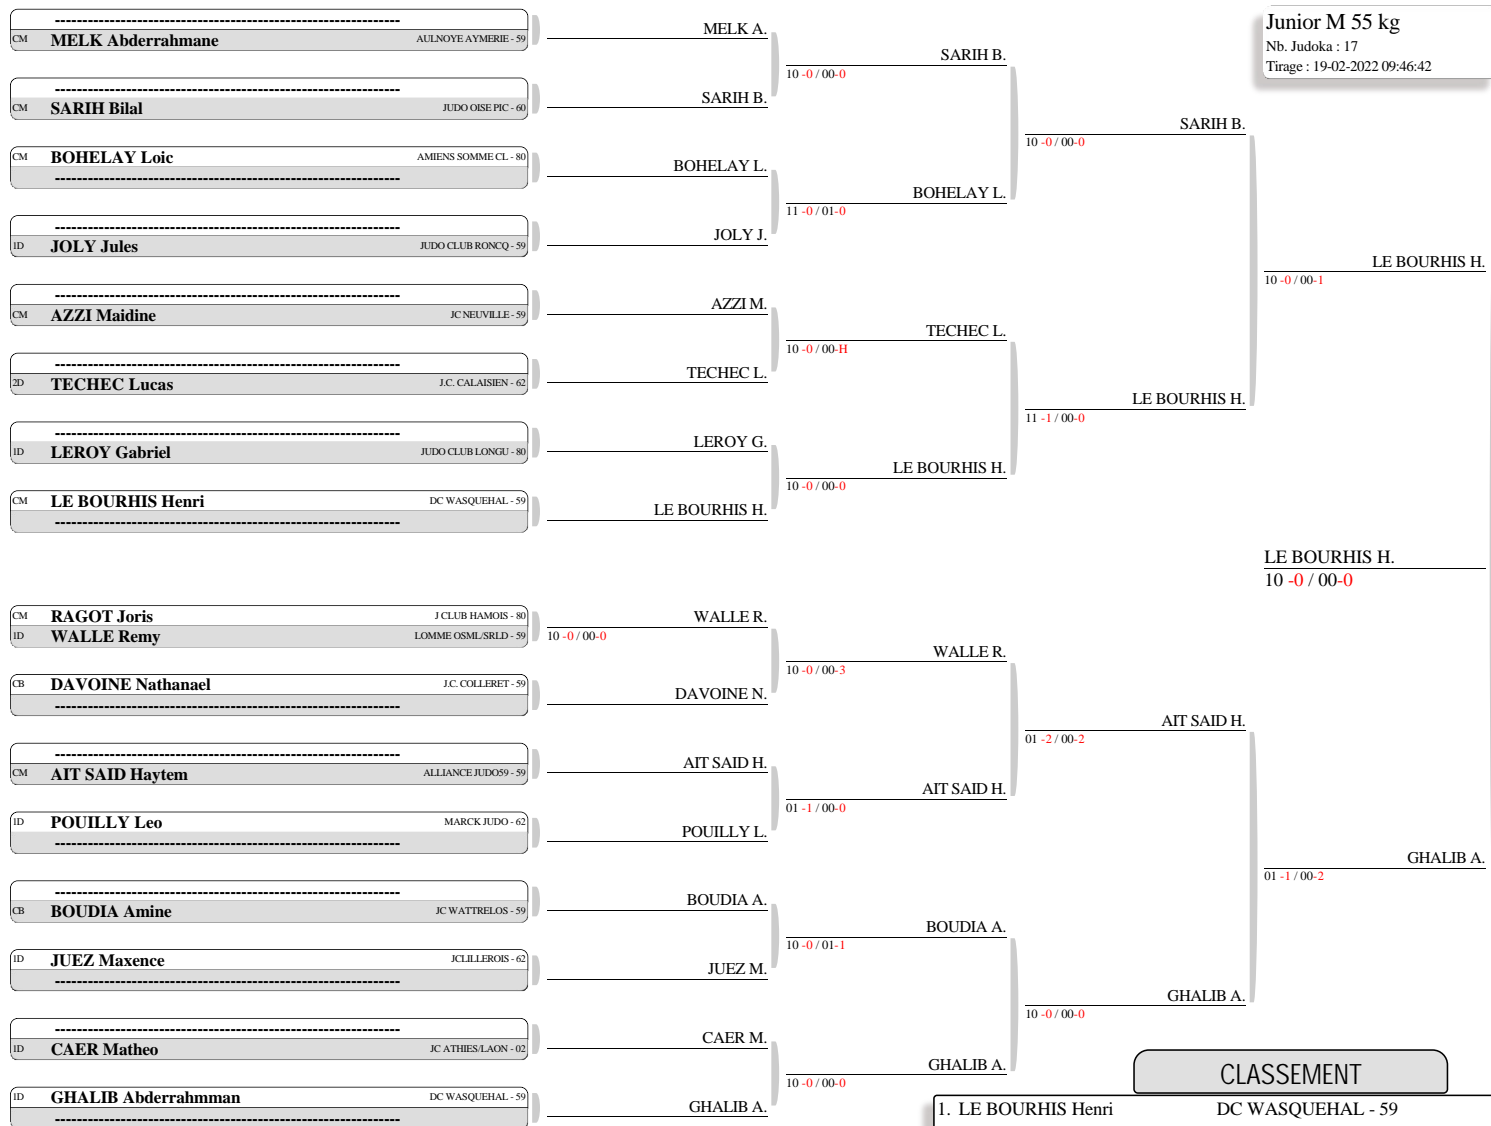 Junior M 55 kg
Nb. Judoka : 17
Tirage : 19-02-2022 09:46:42
----------------------------------------------------------------
CM MELK Abderrahmane AULNOYE AYMERIE - 59
----------------------------------------------------------------
CM SARIH Bilal JUDO OISE PIC - 60
CM BOHELAY Loic AMIENS SOMME CL - 80
----------------------------------------------------------------
----------------------------------------------------------------
1D JOLY Jules JUDO CLUB RONCQ - 59
----------------------------------------------------------------
CM AZZI Maidine JC NEUVILLE - 59
----------------------------------------------------------------
2D TECHEC Lucas J.C. CALAISIEN - 62
----------------------------------------------------------------
1D LEROY Gabriel JUDO CLUB LONGU - 80
CM LE BOURHIS Henri DC WASQUEHAL - 59
----------------------------------------------------------------
CM RAGOT Joris J CLUB HAMOIS - 80
1D WALLE Remy LOMME OSML/SRLD - 59
CB DAVOINE Nathanael J.C. COLLERET - 59
----------------------------------------------------------------
----------------------------------------------------------------
CM AIT SAID Haytem ALLIANCE JUDO59 - 59
1D POUILLY Leo MARCK JUDO - 62
----------------------------------------------------------------
----------------------------------------------------------------
CB BOUDIA Amine JC WATTRELOS - 59
1D JUEZ Maxence JCLILLEROIS - 62
----------------------------------------------------------------
----------------------------------------------------------------
1D CAER Matheo JC ATHIES/LAON - 02
1D GHALIB Abderrahmman DC WASQUEHAL - 59
----------------------------------------------------------------
MELK A.
SARIH B.
BOHELAY L.
JOLY J.
AZZI M.
TECHEC L.
LEROY G.
LE BOURHIS H.
WALLE R.
10 -0 / 00-0
DAVOINE N.
AIT SAID H.
POUILLY L.
BOUDIA A.
JUEZ M.
CAER M.
GHALIB A.
SARIH B.
10 -0 / 00-0
BOHELAY L.
11 -0 / 01-0
TECHEC L.
10 -0 / 00-H
LE BOURHIS H.
10 -0 / 00-0
WALLE R.
10 -0 / 00-3
AIT SAID H.
01 -1 / 00-0
BOUDIA A.
10 -0 / 01-1
GHALIB A.
10 -0 / 00-0
SARIH B.
10 -0 / 00-0
LE BOURHIS H.
11 -1 / 00-0
AIT SAID H.
01 -2 / 00-2
GHALIB A.
10 -0 / 00-0
LE BOURHIS H.
10 -0 / 00-1
LE BOURHIS H.
10 -0 / 00-0
GHALIB A.
01 -1 / 00-2
CLASSEMENT
1. LE BOURHIS Henri DC WASQUEHAL - 59